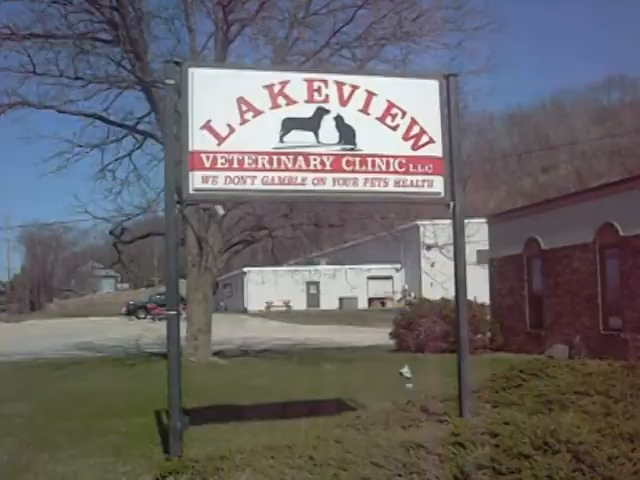 LAKEVIEW
VETERINARY CLINIC LLC
WE DON'T GAMBLE ON YOUR PETS HEALTH